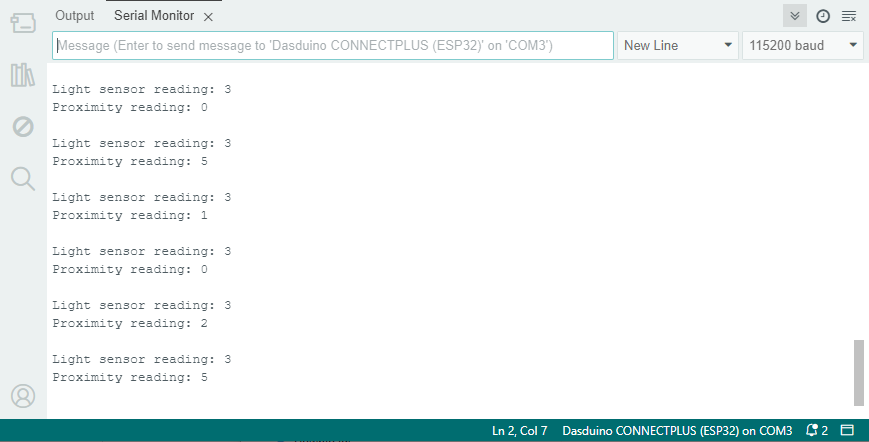 Output
Serial Monitor
Message (Enter to send message to 'Dasduino CONNECTPLUS (ESP32)' on 'COM3')
New Line
115200 baud
Light sensor reading: 3
Proximity reading: 0
Light sensor reading: 3
Proximity reading: 5
Light sensor reading: 3
Proximity reading: 1
Light sensor reading: 3
Proximity reading: 0
Light sensor reading: 3
Proximity reading: 2
Light sensor reading: 3
Proximity reading: 5
Ln 2, Col 7 Dasduino CONNECTPLUS (ESP32) on COM3 2